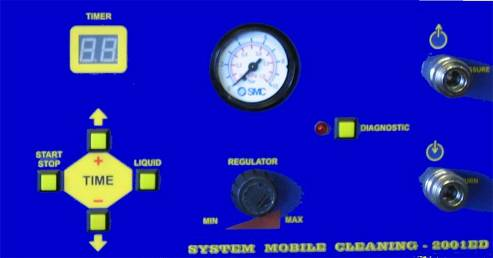 TIMER
88
SMC
DIAGNOSTIC
START
STOP
LIQUID
+
TIME
−
REGULATOR
MIN
MAX
SYSTEM MOBILE CLEANING - 2001ED